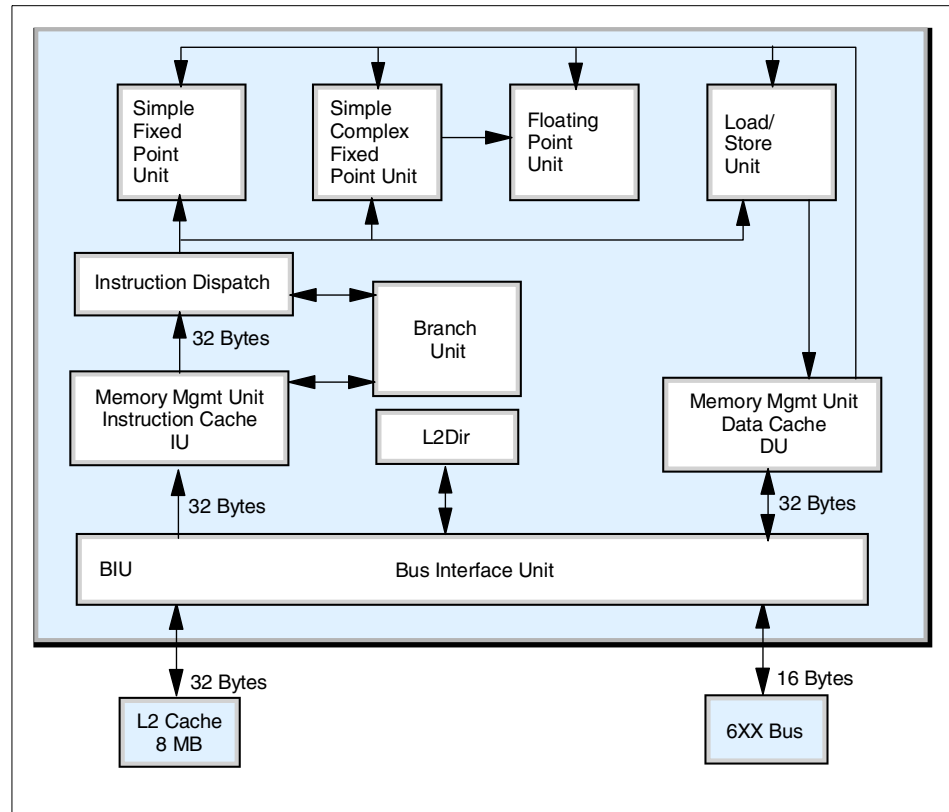 Simple
Fixed
Point
Unit
Simple
Complex
Fixed
Point Unit
Floating
Point
Unit
Load/
Store
Unit
Instruction Dispatch
32 Bytes
Branch
Unit
Memory Mgmt Unit
Instruction Cache
IU
L2Dir
Memory Mgmt Unit
Data Cache
DU
32 Bytes
32 Bytes
BIU
Bus Interface Unit
32 Bytes
16 Bytes
L2 Cache
8 MB
6XX Bus